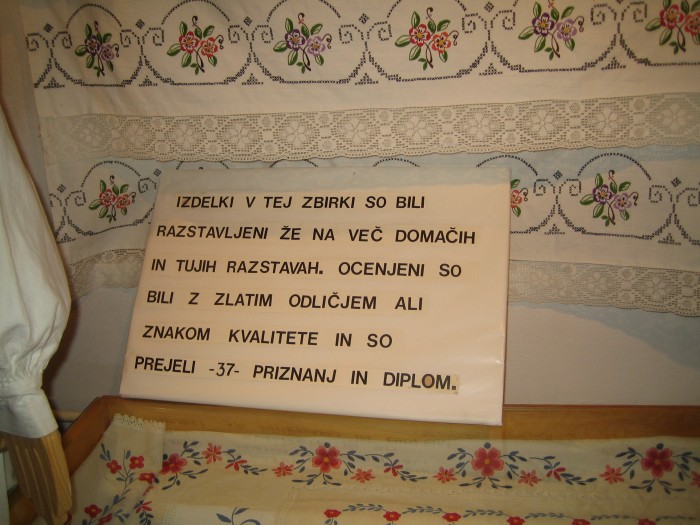 IZDELKI V TEJ ZBIRKI SO BILI
RAZSTAVLJENI ŽE NA VEČ DOMAČIH
IN TUJIH RAZSTAVAH. OCENJENI SO
BILI Z ZLATIM ODLIČJEM ALI
ZNAKOM KVALITETE IN SO
PREJELI -37- PRIZNANJ IN DIPLOM.